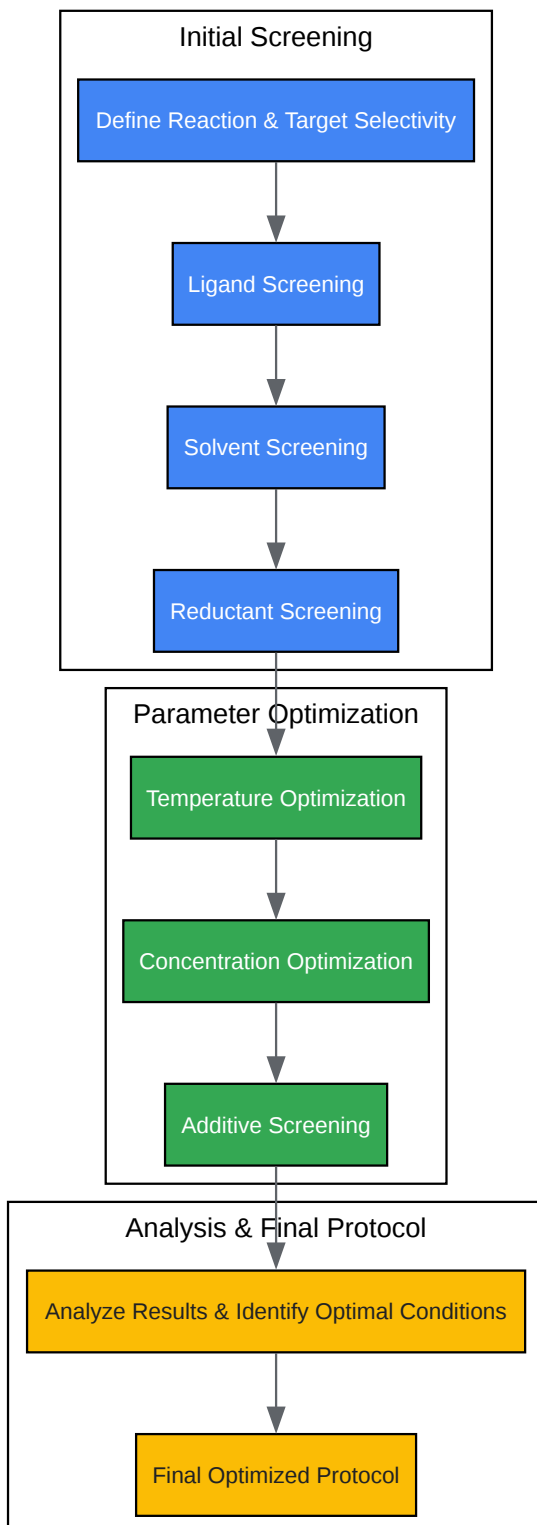 Initial Screening
Define Reaction & Target Selectivity
Ligand Screening
Solvent Screening
Reductant Screening
Parameter Optimization
Temperature Optimization
Concentration Optimization
Additive Screening
Analysis & Final Protocol
Analyze Results & Identify Optimal Conditions
Final Optimized Protocol